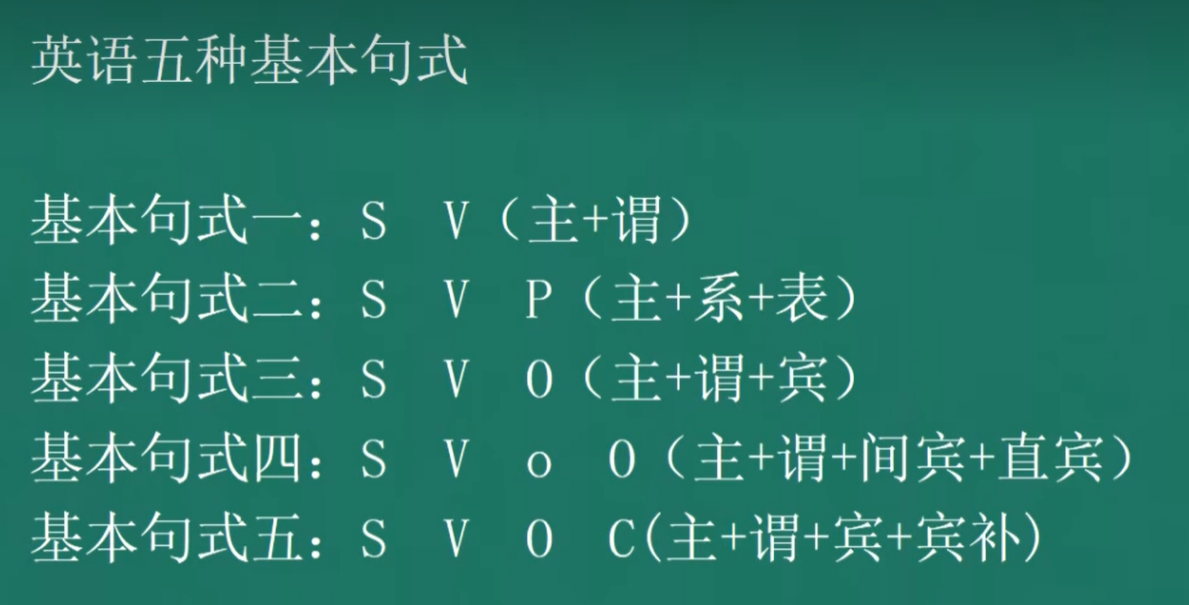 英语五种基本句式
基本句式一：S V（主+谓）
基本句式二：S V P（主+系+表）
基本句式三：S V O（主+谓+宾）
基本句式四：S V o O（主+谓+间宾+直宾）
基本句式五：S V O C(主+谓+宾+宾补)